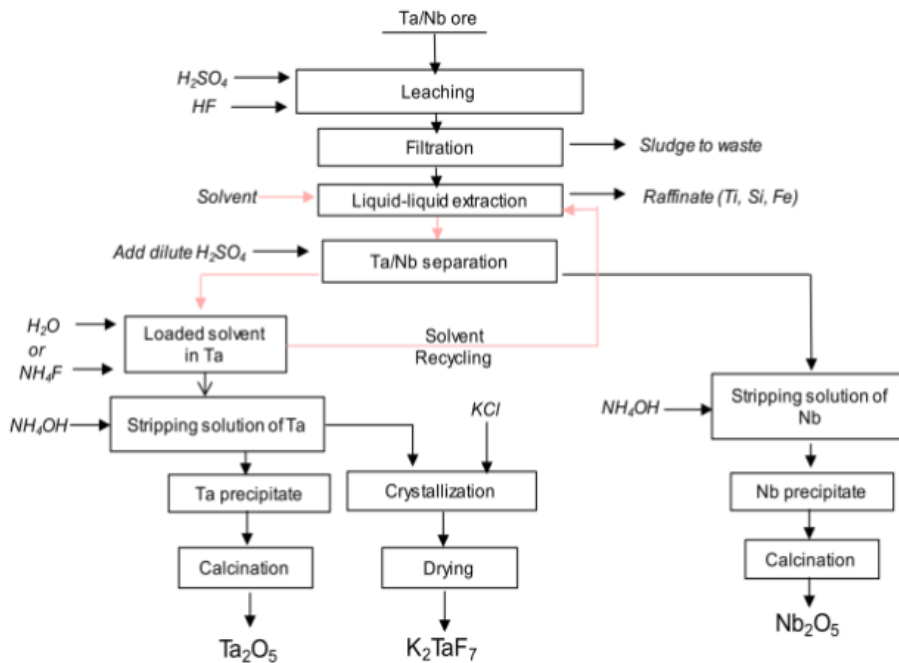 Ta/Nb ore
H₂SO₄
HF
Leaching
Filtration
Sludge to waste
Solvent
Liquid-liquid extraction
Raffinate (Ti, Si, Fe)
Add dilute H₂SO₄
Ta/Nb separation
H₂O
or
NH₄F
Loaded solvent
in Ta
Solvent
Recycling
NH₄OH
Stripping solution of Ta
KCl
NH₄OH
Stripping solution of
Nb
Ta precipitate
Crystallization
Nb precipitate
Calcination
Drying
Calcination
Ta₂O₅
K₂TaF₇
Nb₂O₅